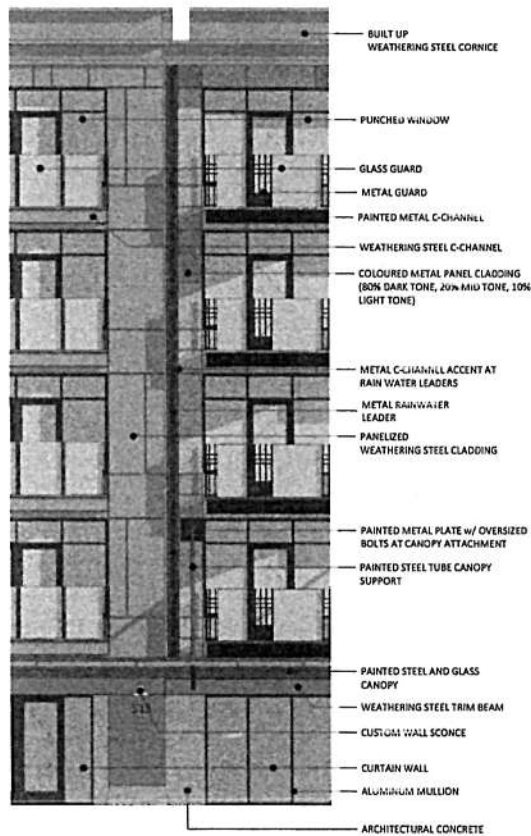 BUILT UP
WEATHERING STEEL CORNICE
PUNCHED WINDOW
GLASS GUARD
METAL GUARD
PAINTED METAL C-CHANNEL
WEATHERING STEEL C-CHANNEL
COLOURED METAL PANEL CLADDING
(80% DARK TONE, 20% MID TONE, 10%
LIGHT TONE)
METAL C-CHANNEL ACCENT AT
RAIN WATER LEADERS
METAL RAINWATER
LEADER
PANELIZED
WEATHERING STEEL CLADDING
PAINTED METAL PLATE w/ OVERSIZED
BOLTS AT CANOPY ATTACHMENT
PAINTED STEEL TUBE CANOPY
SUPPORT
PAINTED STEEL AND GLASS
CANOPY
WEATHERING STEEL TRIM BEAM
CUSTOM WALL SCONCE
CURTAIN WALL
ALUMINUM MULLION
ARCHITECTURAL CONCRETE